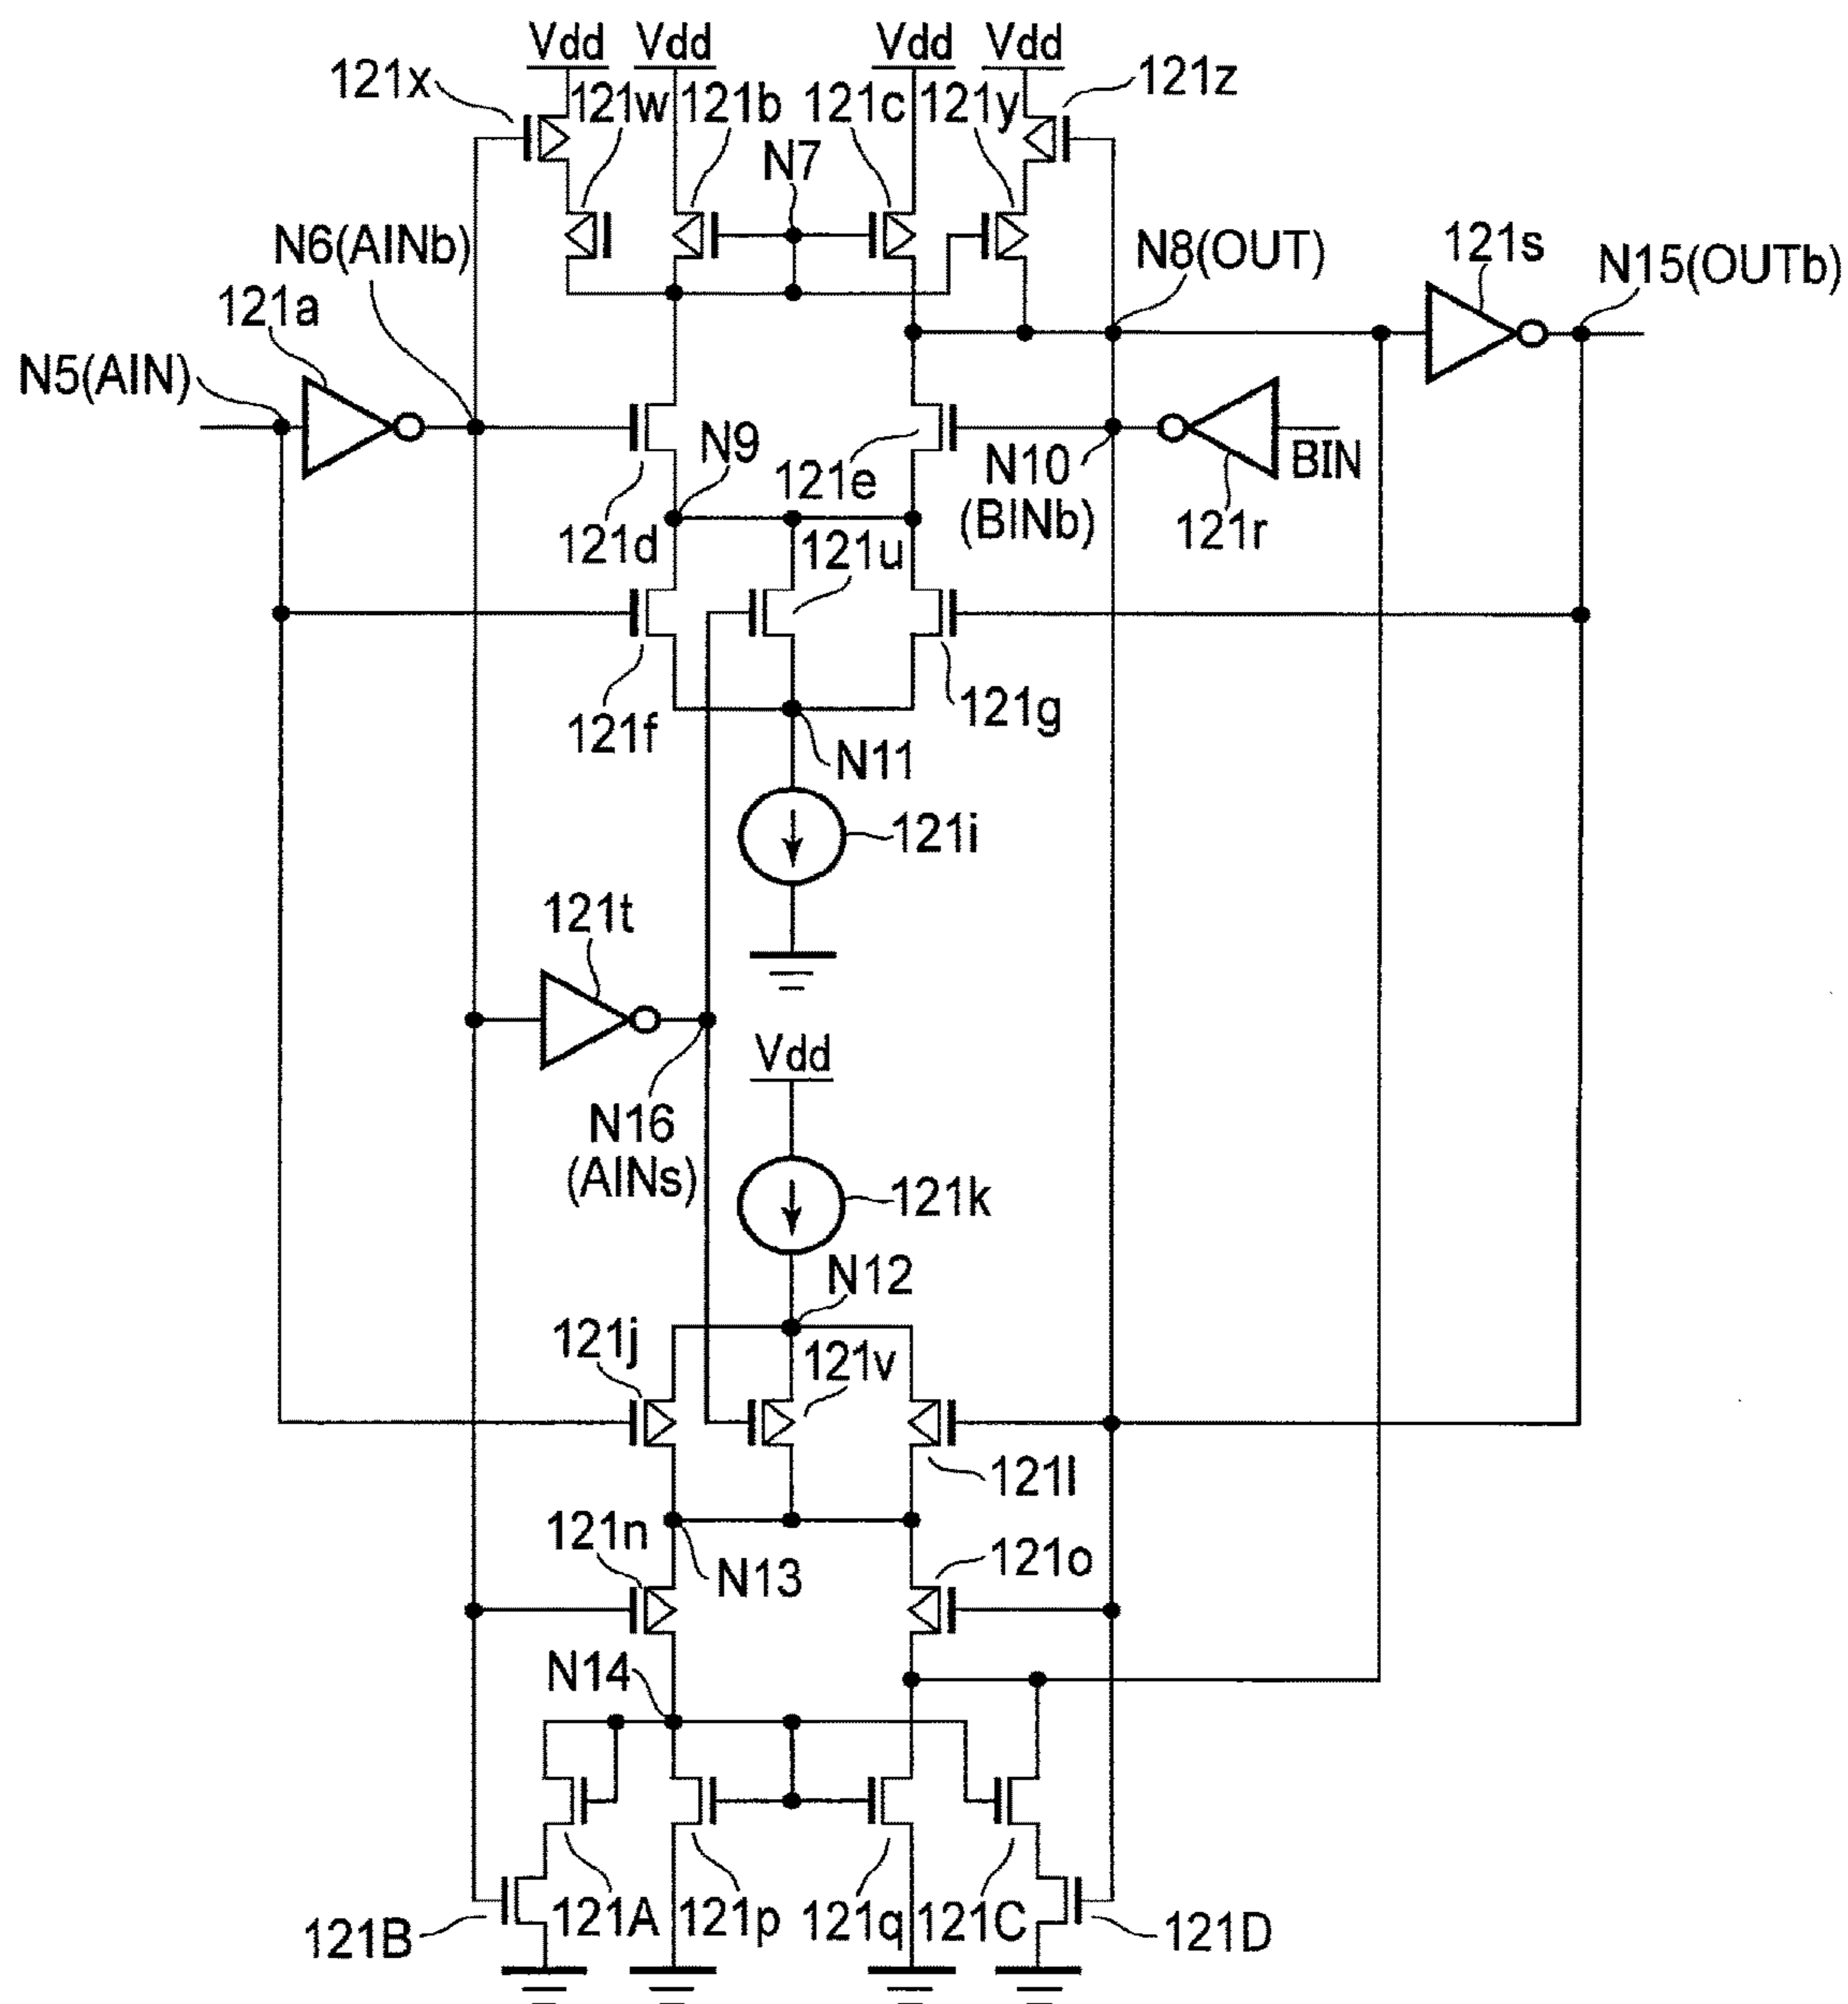 Vdd Vdd Vdd Vdd
121x 121w 121b 121c 121y 121z
N7
N6(AINb) N8(OUT) 121s N15(OUTb)
121a
N5(AIN)
N9 121e N10 BIN
(BINb)
121d 121u 121r
121f 121g
N11
121i
121t
Vdd
N16
(AINs) 121k
N12
121j 121v
121l
121n N13 121o
N14
121B 121A 121p 121q 121C 121D